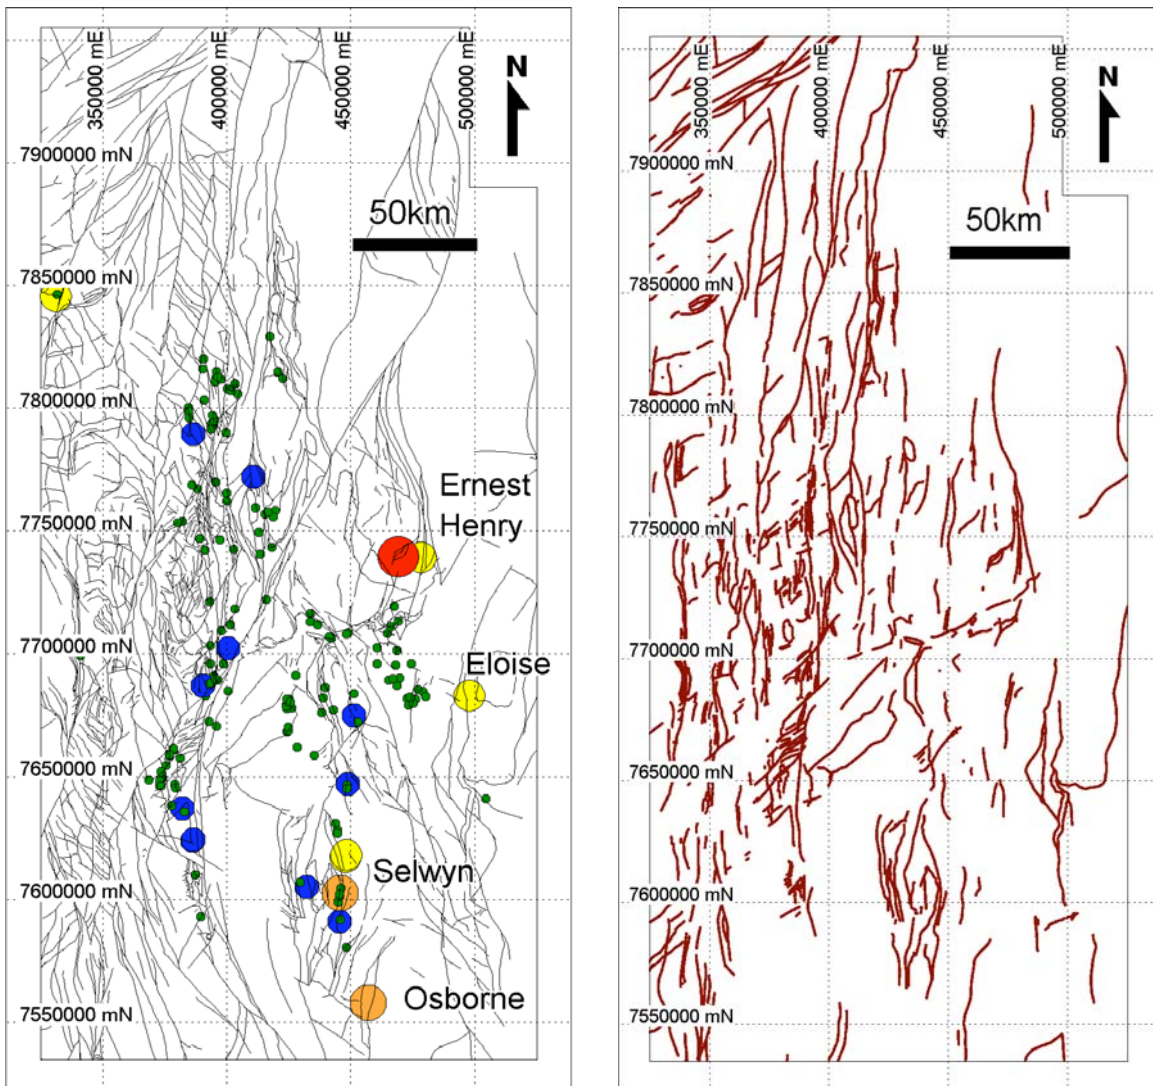 350000 mE
400000 mE
450000 mE
500000 mE
N
7900000 mN
50km
7850000 mN
7800000 mN
Ernest
Henry
7750000 mN
7700000 mN
Eloise
7650000 mN
Selwyn
7600000 mN
Osborne
7550000 mN
350000 mE
400000 mE
450000 mE
500000 mE
N
7900000 mN
50km
7850000 mN
7800000 mN
7750000 mN
7700000 mN
7650000 mN
7600000 mN
7550000 mN